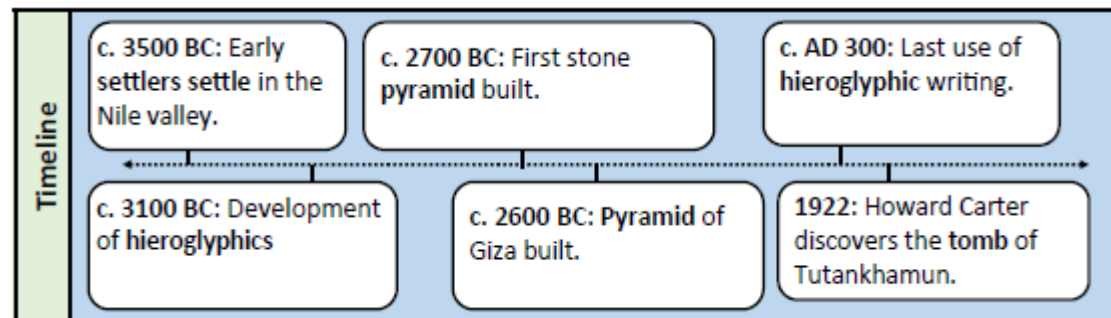 Timeline
c. 3500 BC: Early
settlers settle in the
Nile valley.
c. 2700 BC: First stone
pyramid built.
c. AD 300: Last use of
hieroglyphic writing.
c. 3100 BC: Development
of hieroglyphics
c. 2600 BC: Pyramid of
Giza built.
1922: Howard Carter
discovers the tomb of
Tutankhamun.